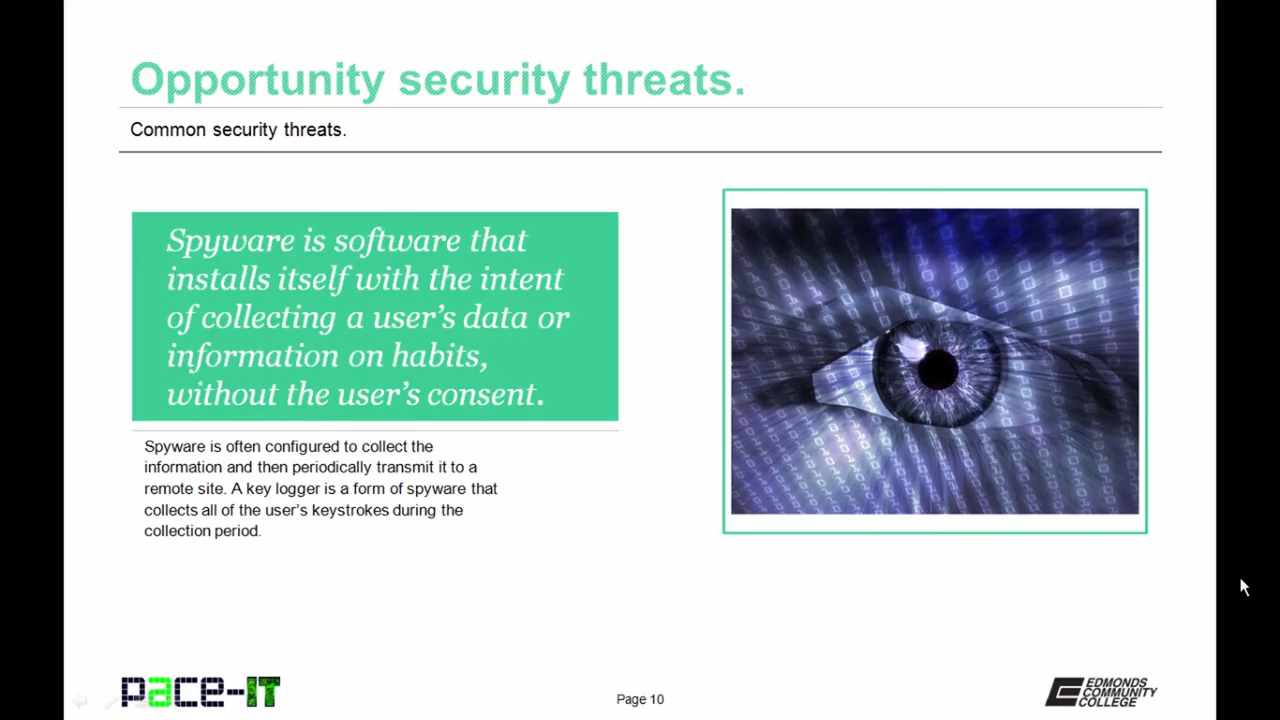 Opportunity security threats.
Common security threats.
Spyware is software that
installs itself with the intent
of collecting a user's data or
information on habits,
without the user's consent.
Spyware is often configured to collect the
information and then periodically transmit it to a
remote site. A key logger is a form of spyware that
collects all of the user's keystrokes during the
collection period.
pace-IT
Page 10
EDMONDS
COMMUNITY
COLLEGE